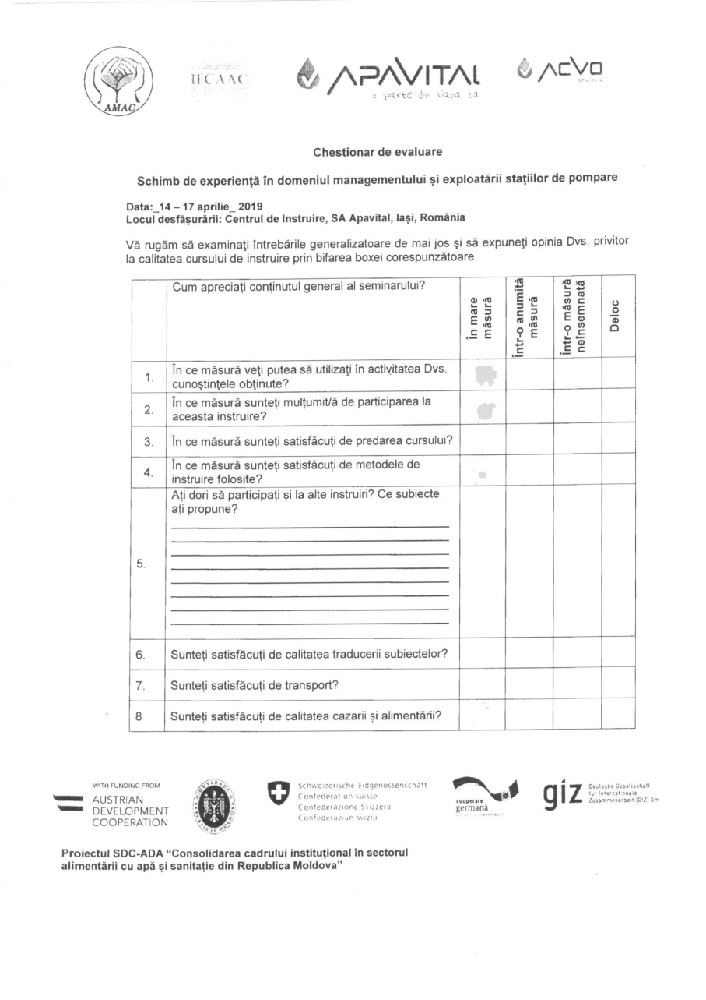 AMAC
IFCAAC
APAVITAL
o parte din viata ta
ACVO
Chestionar de evaluare
Schimb de experiență în domeniul managementului și exploatării stațiilor de pompare
Data:_14 – 17 aprilie_ 2019
Locul desfășurării: Centrul de Instruire, SA Apavital, Iași, România
Vă rugăm să examinaţi întrebările generalizatoare de mai jos şi să expuneţi opinia Dvs. privitor
la calitatea cursului de instruire prin bifarea boxei corespunzătoare.
Cum apreciați conținutul general al seminarului?
În mare
măsură
Într-o anumită
măsură
Într-o măsură
neînsemnată
Deloc
1.
În ce măsură veţi putea să utilizaţi în activitatea Dvs.
cunoştinţele obţinute?
2.
În ce măsură sunteți mulțumit/ă de participarea la
aceasta instruire?
3.
În ce măsură sunteți satisfăcuți de predarea cursului?
4.
În ce măsură sunteți satisfăcuți de metodele de
instruire folosite?
5.
Ați dori să participați și la alte instruiri? Ce subiecte
ați propune?
6.
Sunteți satisfăcuți de calitatea traducerii subiectelor?
7.
Sunteți satisfăcuți de transport?
8
Sunteți satisfăcuți de calitatea cazarii și alimentării?
WITH FUNDING FROM
AUSTRIAN
DEVELOPMENT
COOPERATION
Schweizerische Eidgenossenschaft
Confédération suisse
Confederazione Svizzera
Confederaziun svizra
cooperare
germană
giz
Deutsche Gesellschaft
für Internationale
Zusammenarbeit (GIZ) Gm
Proiectul SDC-ADA “Consolidarea cadrului instituțional în sectorul
alimentării cu apă și sanitație din Republica Moldova”